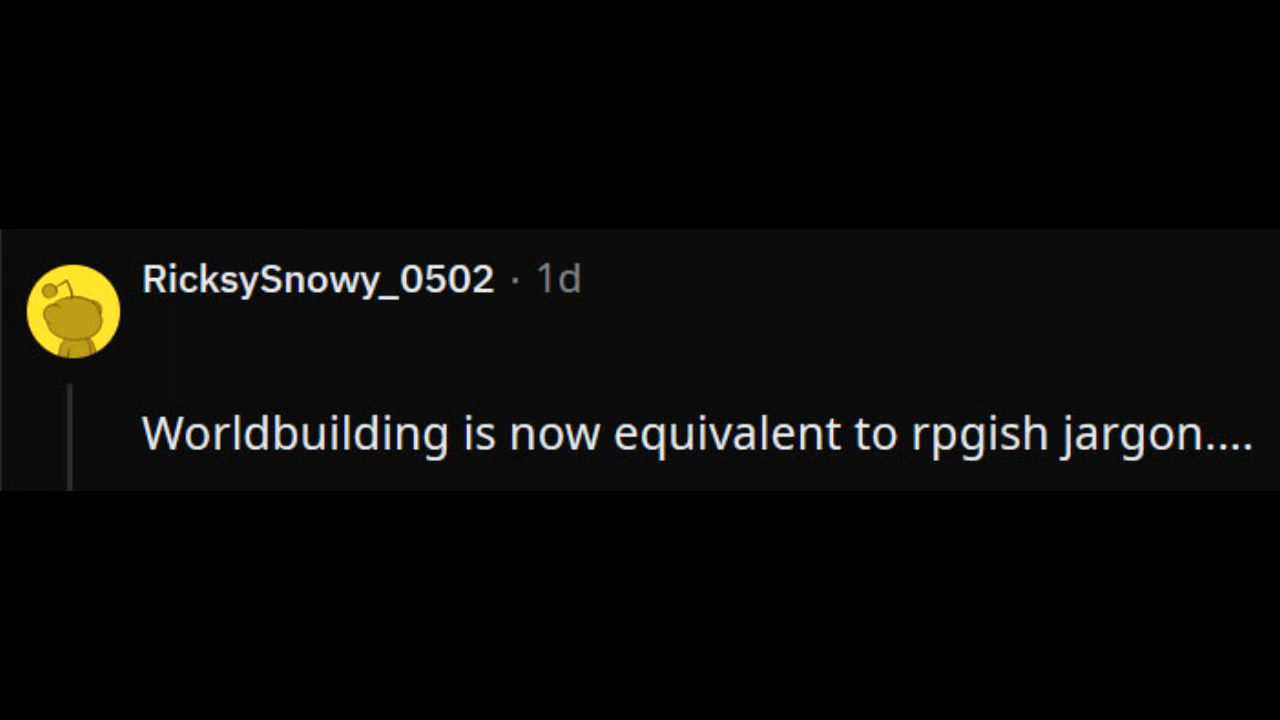 RicksySnowy_0502 · 1d
Worldbuilding is now equivalent to rpgish jargon....